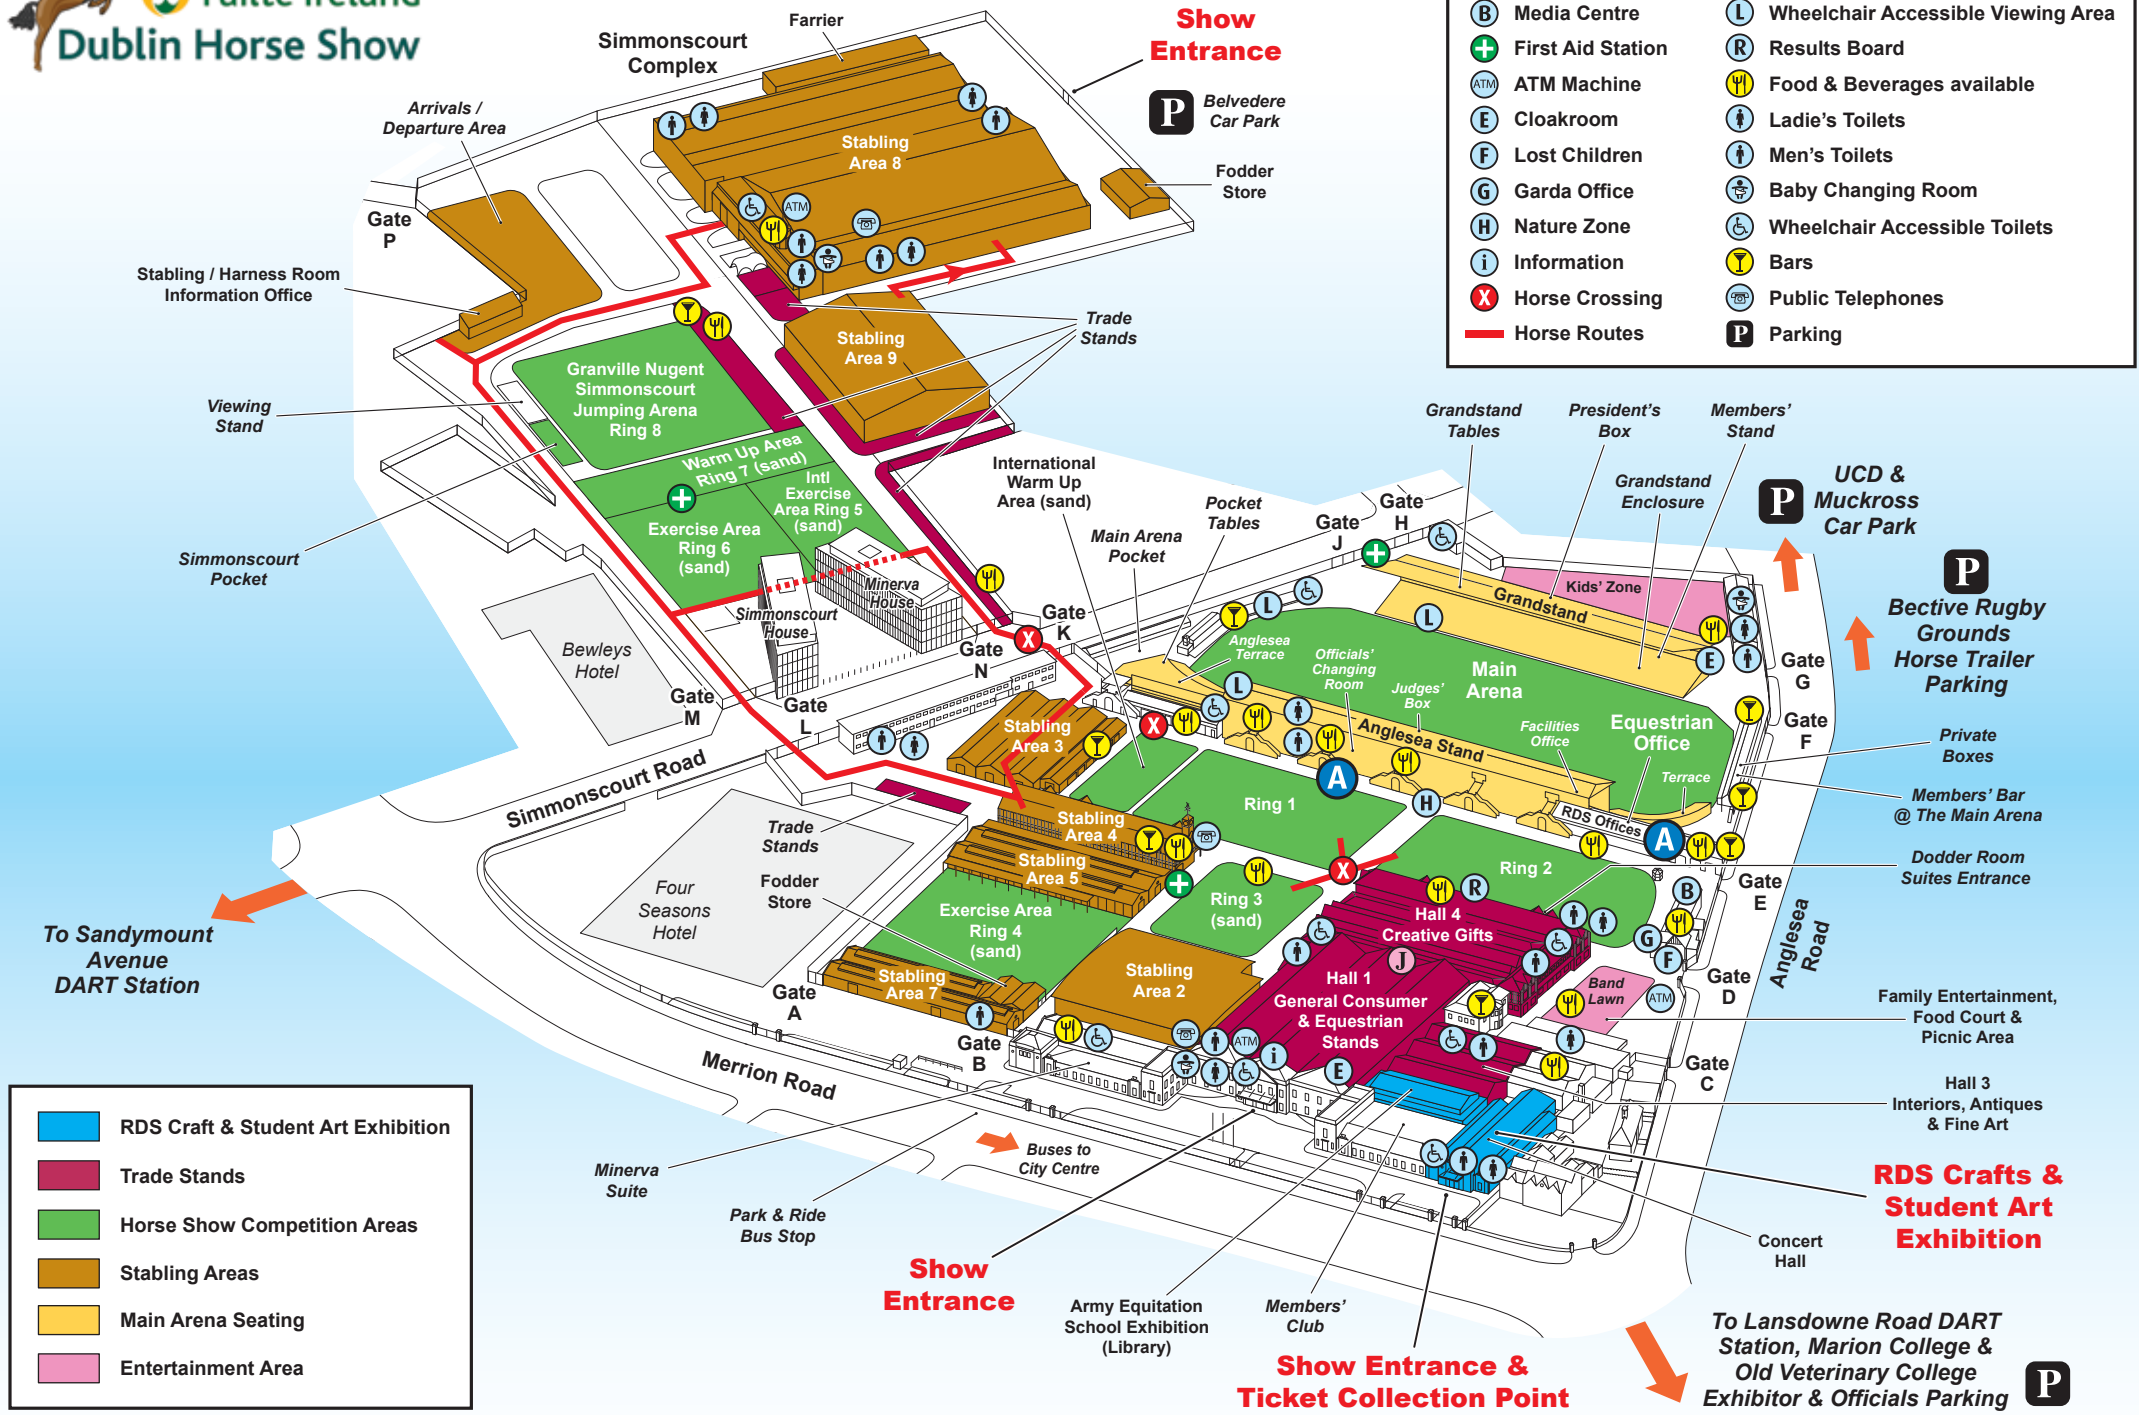 Fáilte Ireland
Dublin Horse Show
Simmonscourt
Complex
Farrier
Show
Entrance
P
Belvedere
Car Park
Arrivals /
Departure Area
Stabling
Area 8
Fodder
Store
Gate
P
ATM
Stabling / Harness Room
Information Office
Trade
Stands
Stabling
Area 9
Granville Nugent
Simmonscourt
Jumping Arena
Ring 8
Viewing
Stand
Warm Up Area
Ring 7 (sand)
Intl
Exercise
Area Ring 5
(sand)
Exercise Area
Ring 6
(sand)
Simmonscourt
Pocket
Minerva
House
Simmonscourt
House
Bewleys
Hotel
B Media Centre
First Aid Station
ATM ATM Machine
E Cloakroom
F Lost Children
G Garda Office
H Nature Zone
i Information
X Horse Crossing
Horse Routes
L Wheelchair Accessible Viewing Area
R Results Board
Food & Beverages available
Ladie's Toilets
Men's Toilets
Baby Changing Room
Wheelchair Accessible Toilets
Bars
Public Telephones
P Parking
International
Warm Up
Area (sand)
Main Arena
Pocket
Pocket
Tables
Gate
J
Gate
H
Grandstand
Tables
President's
Box
Members'
Stand
Grandstand
Enclosure
P
UCD &
Muckross
Car Park
P
Bective Rugby
Grounds
Horse Trailer
Parking
Kids' Zone
Grandstand
L
L
E
Gate
G
Gate
F
Gate
K
X
Gate
N
Gate
M
Gate
L
Anglesea
Terrace
L
Officials'
Changing
Room
Judges'
Box
Main
Arena
Anglesea Stand
Facilities
Office
Equestrian
Office
Terrace
RDS Offices
A
A
H
X
Private
Boxes
Members' Bar
@ The Main Arena
Dodder Room
Suites Entrance
Simmonscourt Road
Stabling
Area 3
Stabling
Area 4
Stabling
Area 5
Ring 1
Ring 2
Ring 3
(sand)
X
Trade
Stands
Fodder
Store
Four
Seasons
Hotel
Exercise Area
Ring 4
(sand)
Stabling
Area 7
Stabling
Area 2
R
Hall 4
Creative Gifts
J
Hall 1
General Consumer
& Equestrian
Stands
B
G
F
ATM
Band
Lawn
Gate
E
Gate
D
Gate
C
Anglesea
Road
Family Entertainment,
Food Court &
Picnic Area
Hall 3
Interiors, Antiques
& Fine Art
To Sandymount
Avenue
DART Station
Gate
A
Gate
B
ATM
i
E
Merrion Road
Minerva
Suite
Park & Ride
Bus Stop
Buses to
City Centre
Show
Entrance
Army Equitation
School Exhibition
(Library)
Members'
Club
Show Entrance &
Ticket Collection Point
Concert
Hall
RDS Crafts &
Student Art
Exhibition
To Lansdowne Road DART
Station, Marion College &
Old Veterinary College
Exhibitor & Officials Parking
P
RDS Craft & Student Art Exhibition
Trade Stands
Horse Show Competition Areas
Stabling Areas
Main Arena Seating
Entertainment Area